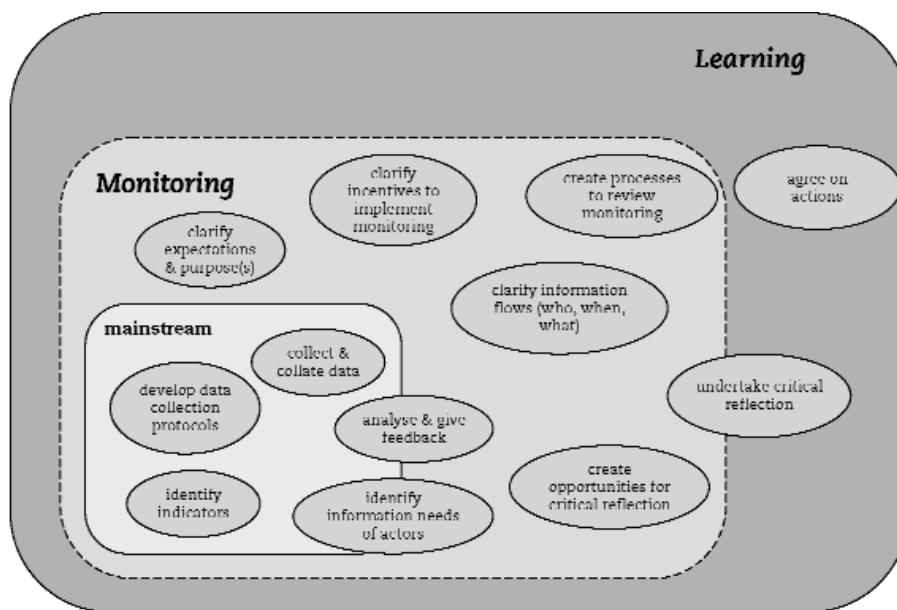 Learning
Monitoring
clarify
incentives to
implement
monitoring
create processes
to review
monitoring
agree on
actions
clarify
expectations
& purpose(s)
clarify information
flows (who, when,
what)
mainstream
collect &
collate data
develop data
collection
protocols
analyse & give
feedback
undertake critical
reflection
identify
indicators
identify
information needs
of actors
create
opportunities for
critical reflection